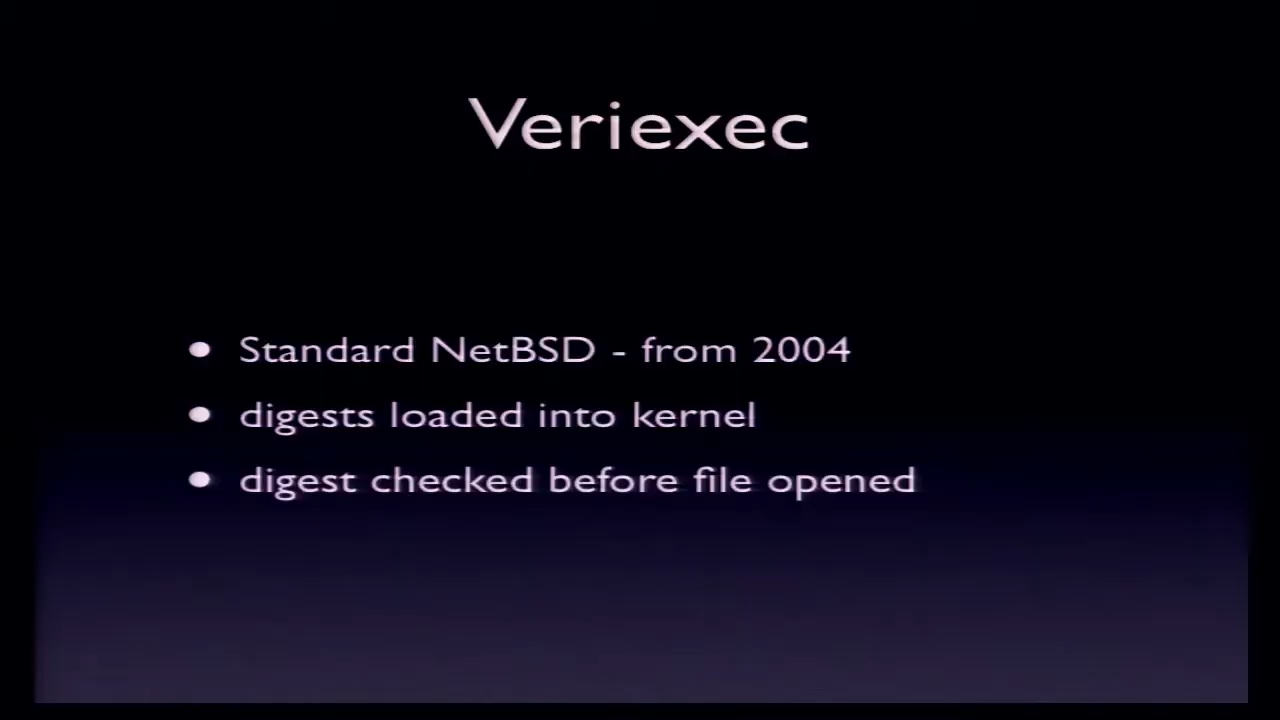 Veriexec
• Standard NetBSD - from 2004
• digests loaded into kernel
• digest checked before file opened